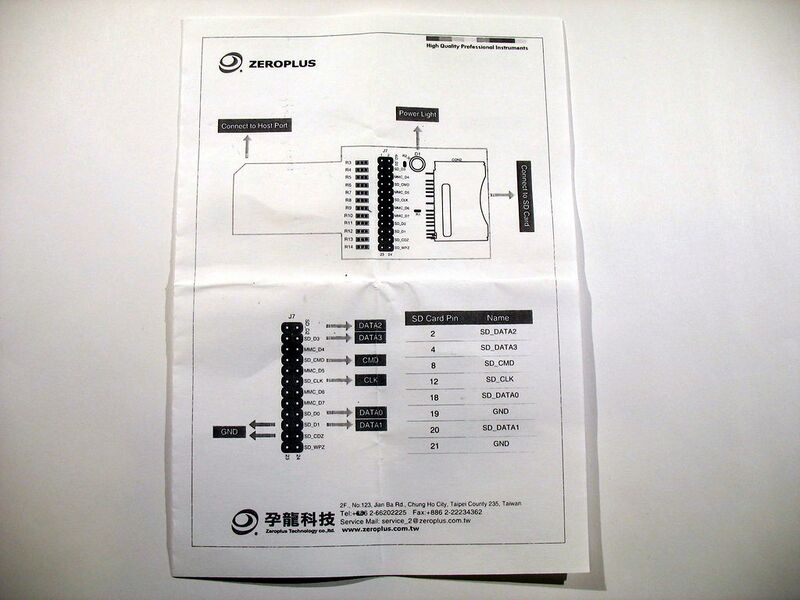 High Quality Professional Instruments
ZEROPLUS
Connect to Host Port
Power Light
Connect to SD Card
J7
D1
CON2
R3
R4
R5
R6
R7
R8
R9
R10
R11
R12
R13
R14
SD_D3
MMC_D4
SD_CMD
MMC_D5
SD_CLK
MMC_D6
MMC_D7
SD_D0
SD_D1
SD_CDZ
SD_WPZ
23 24
J7
SD_D3
MMC_D4
SD_CMD
MMC_D5
SD_CLK
MMC_D6
MMC_D7
SD_D0
SD_D1
SD_CDZ
SD_WPZ
23 24
DATA2
DATA3
CMD
CLK
DATA0
DATA1
GND
SD Card Pin Name
2 SD_DATA2
4 SD_DATA3
8 SD_CMD
12 SD_CLK
18 SD_DATA0
19 GND
20 SD_DATA1
21 GND
孕龍科技
Zeroplus Technology co.,ltd.
2F., No.123, Jian Ba Rd., Chung Ho City, Taipei County 235, Taiwan
Tel:+886 2-66202225 Fax:+886 2-22234362
Service Mail: service_2@zeroplus.com.tw
www.zeroplus.com.tw